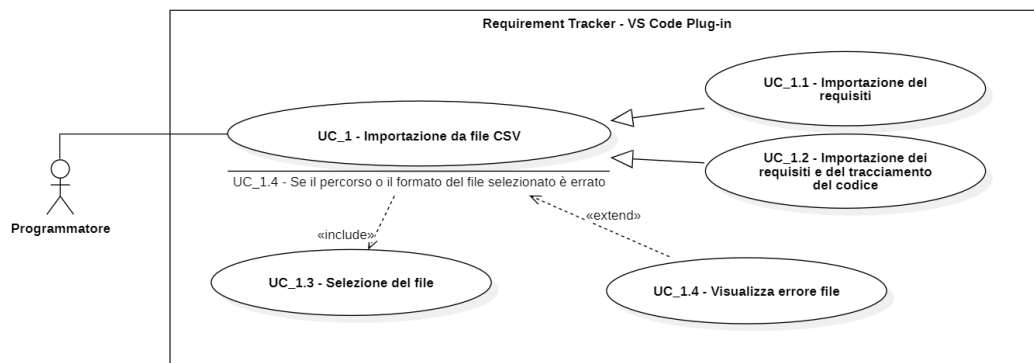 Requirement Tracker - VS Code Plug-in
UC_1.1 - Importazione del
requisiti
UC_1 - Importazione da file CSV
UC_1.2 - Importazione dei
requisiti e del tracciamento
del codice
UC_1.4 - Se il percorso o il formato del file selezionato è errato
Programmatore
«include»
«extend»
UC_1.3 - Selezione del file
UC_1.4 - Visualizza errore file